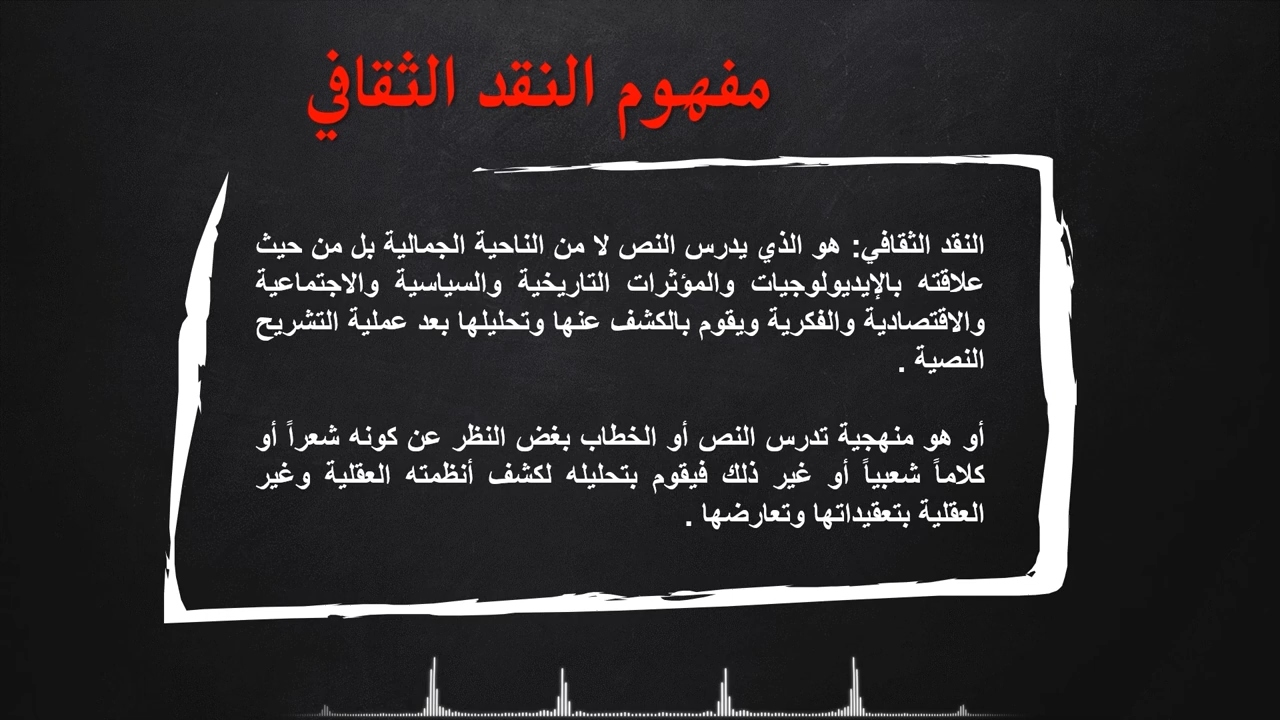 مفهوم النقد الثقافي
النقد الثقافي: هو الذي يدرس النص لا من الناحية الجمالية بل من حيث
علاقته بالإيديولوجيات والمؤثرات التاريخية والسياسية والاجتماعية
والاقتصادية والفكرية ويقوم بالكشف عنها وتحليلها بعد عملية التشريح
النصية .
أو هو منهجية تدرس النص أو الخطاب بغض النظر عن كونه شعراً أو
كلاماً شعبياً أو غير ذلك فيقوم بتحليله لكشف أنظمته العقلية وغير
العقلية بتعقيداتها وتعارضها .